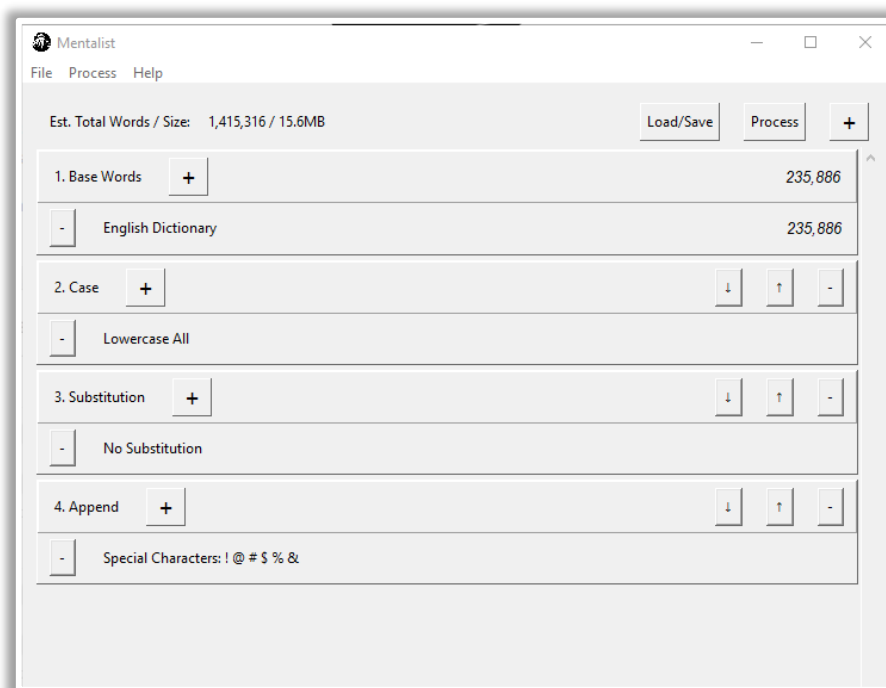 Mentalist
File Process Help
Est. Total Words / Size: 1,415,316 / 15.6MB Load/Save Process +
1. Base Words + 235,886
- English Dictionary 235,886
2. Case + ↓ ↑ -
- Lowercase All
3. Substitution + ↓ ↑ -
- No Substitution
4. Append + ↓ ↑ -
- Special Characters: ! @ # $ % &